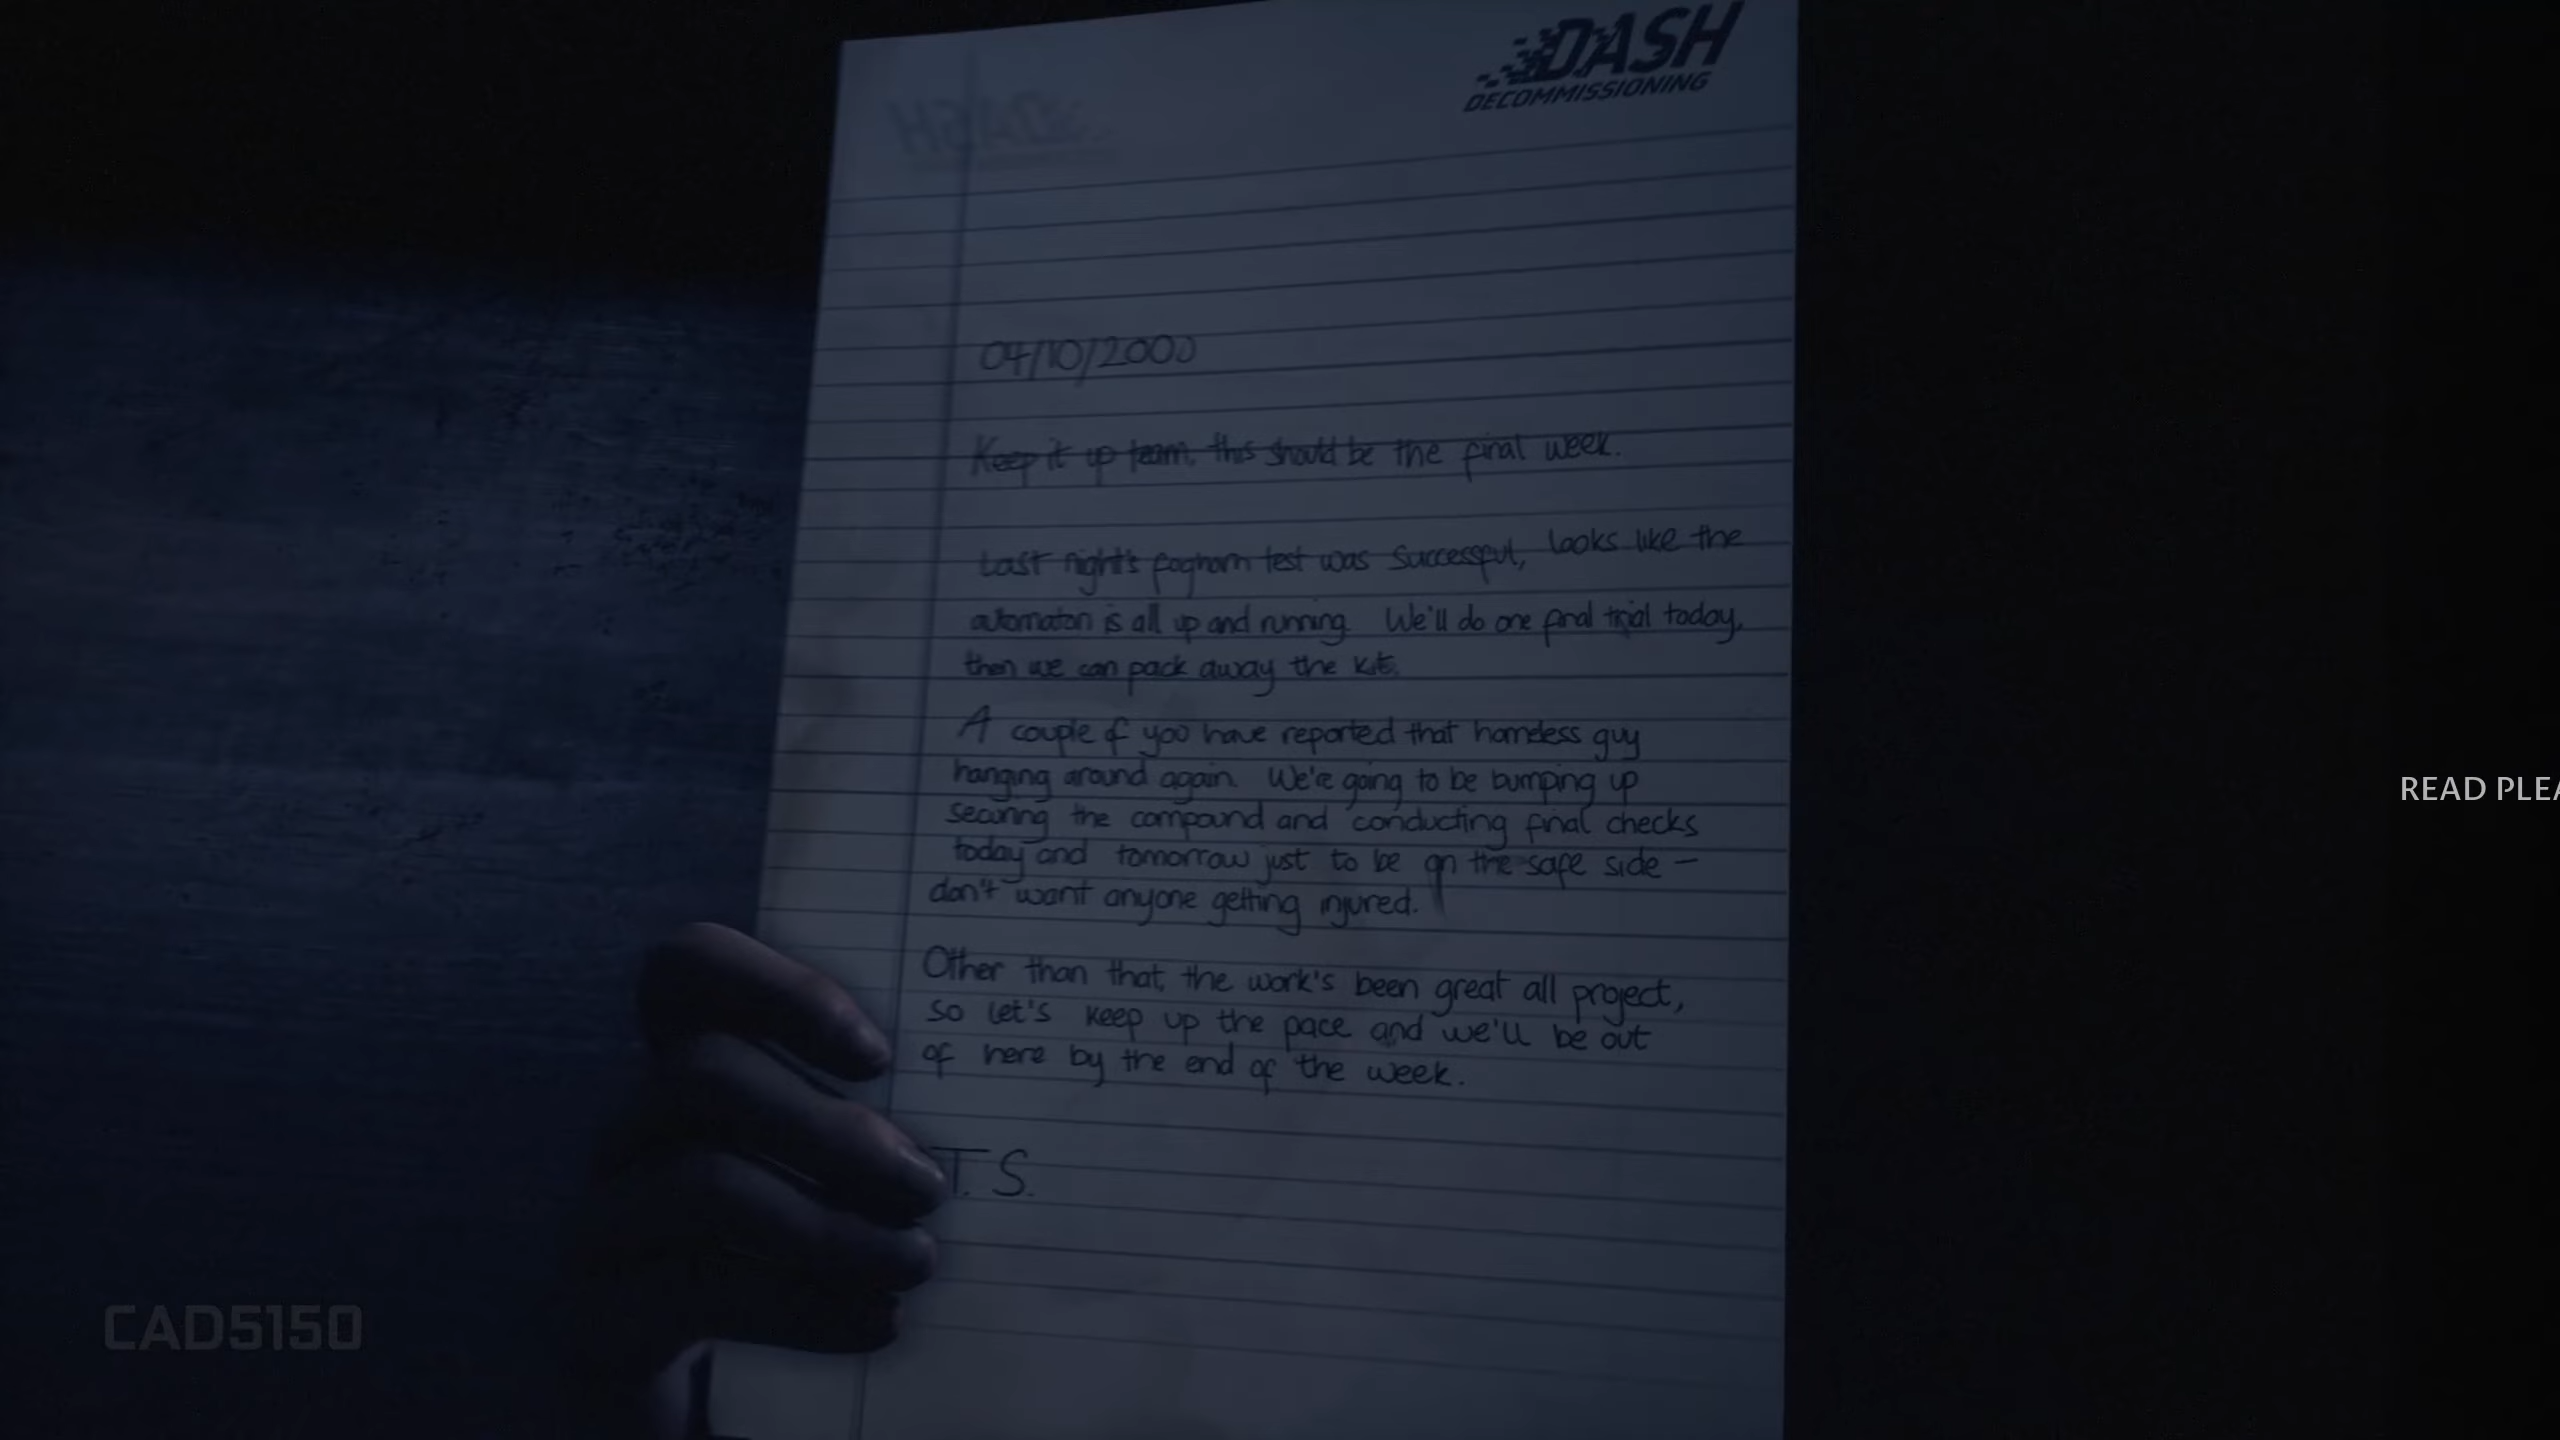 DASH
DECOMMISSIONING
04/10/2000
Keep it up team, this should be the final week.
Last night's foghorn test was successful, looks like the
automaton is all up and running. We'll do one final trial today,
then we can pack away the kit.
A couple of you have reported that homeless guy
hanging around again. We're going to be bumping up
securing the compound and conducting final checks
today and tomorrow just to be on the safe side -
don't want anyone getting injured.
Other than that, the work's been great all project,
so let's keep up the pace and we'll be out
of here by the end of the week.
T.S.
READ PLEA
CAD5150